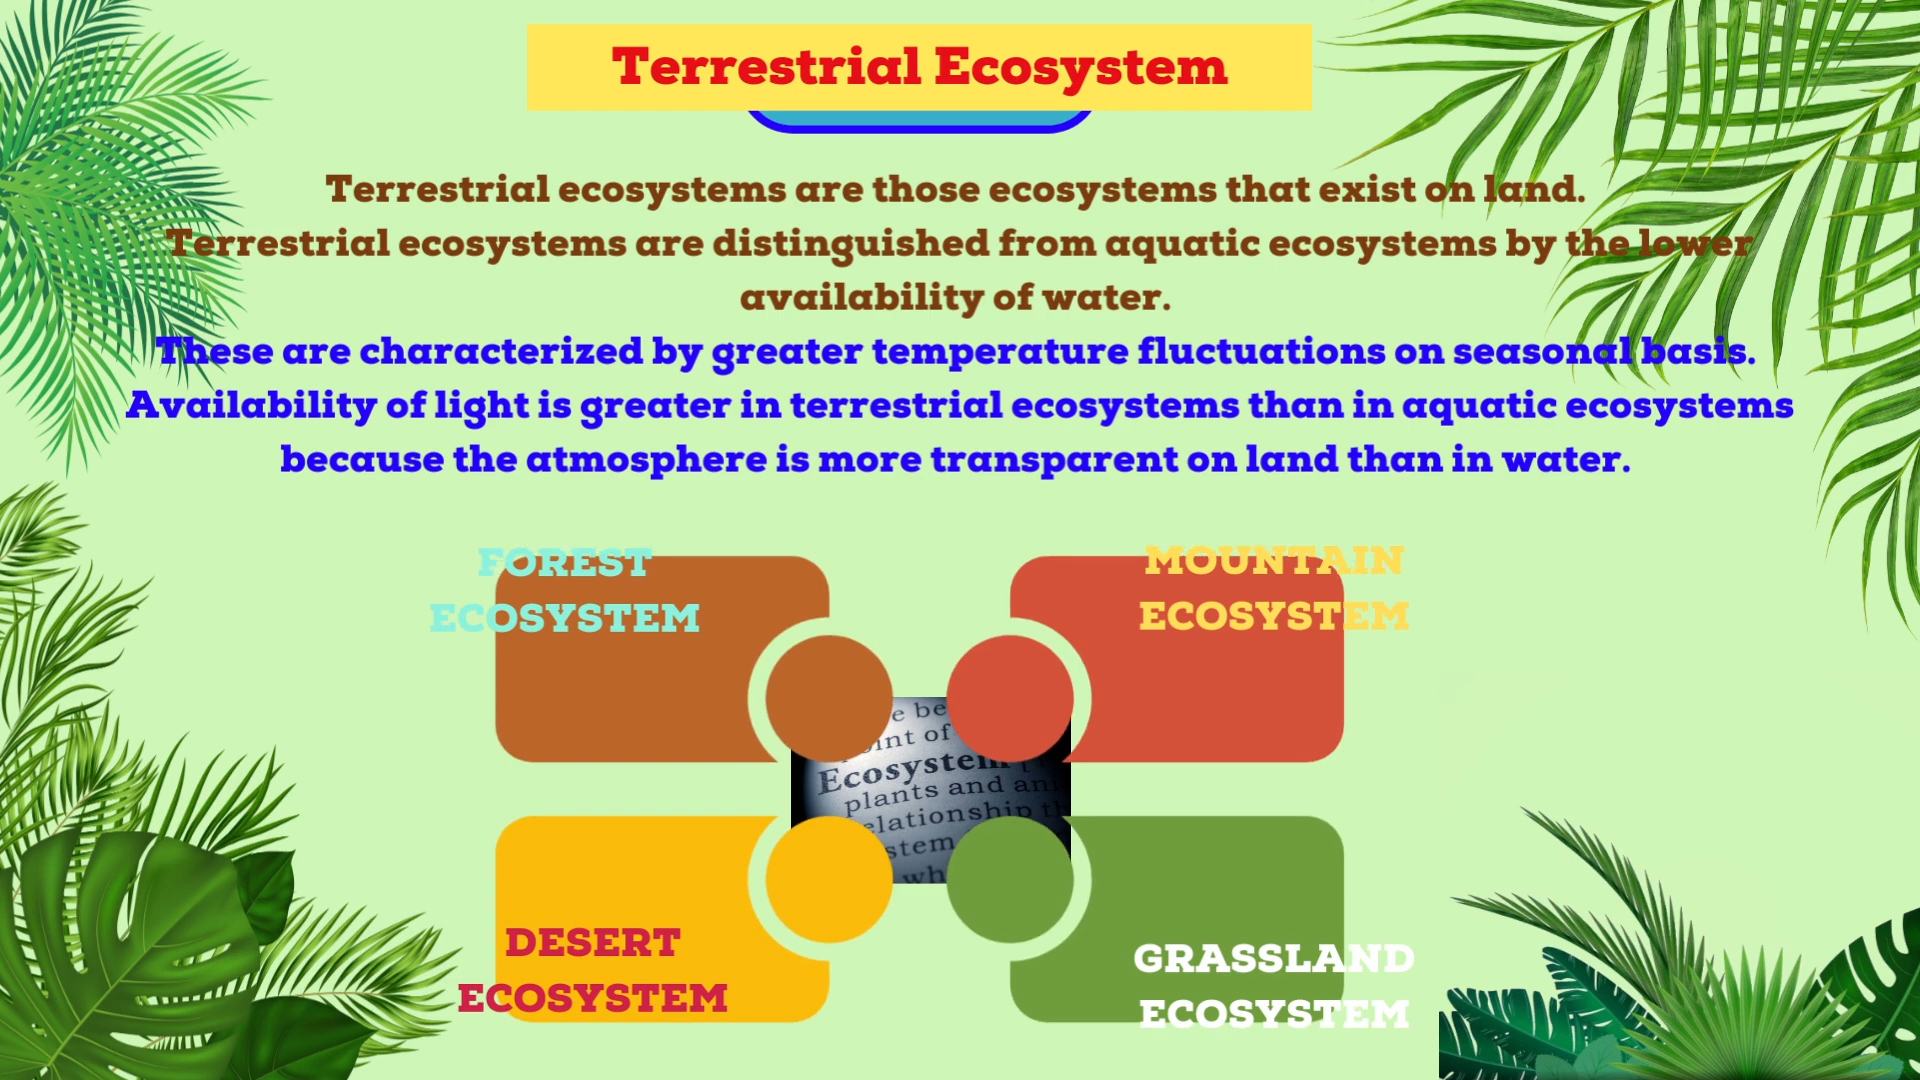 Terrestrial Ecosystem
Terrestrial ecosystems are those ecosystems that exist on land.
Terrestrial ecosystems are distinguished from aquatic ecosystems by the lower
availability of water.
These are characterized by greater temperature fluctuations on seasonal basis.
Availability of light is greater in terrestrial ecosystems than in aquatic ecosystems
because the atmosphere is more transparent on land than in water.
FOREST
ECOSYSTEM
MOUNTAIN
ECOSYSTEM
be
of
Ecosystem
plants and
stem
DESERT
ECOSYSTEM
GRASSLAND
ECOSYSTEM